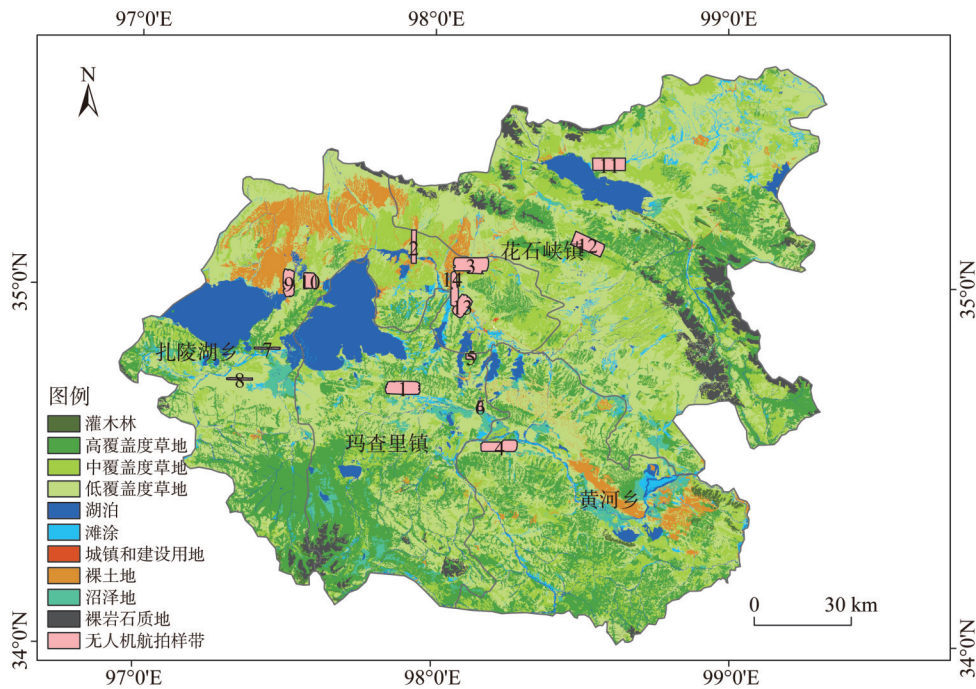 97°0'E 98°0'E 99°0'E
N
11
2
花石峡镇
12
3
35°0'N
9
10
14
35°0'N
13
扎陵湖乡
7
5
8
1
6
图例
玛查里镇
4
灌木林
高覆盖度草地
中覆盖度草地
低覆盖度草地
黄河乡
湖泊
滩涂
城镇和建设用地
裸土地
沼泽地
裸岩石质地
无人机航拍样带
0 30 km
34°0'N
34°0'N
97°0'E 98°0'E 99°0'E